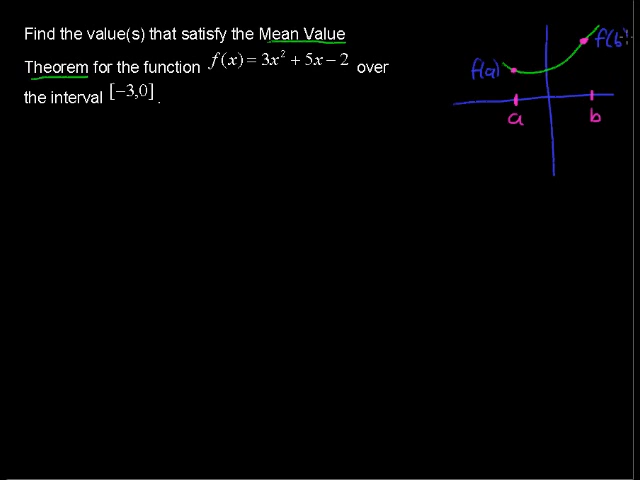 Find the value(s) that satisfy the Mean Value
Theorem for the function f(x) = 3x² + 5x − 2 over
the interval [−3,0] .
f(a)
f(b)
a
b